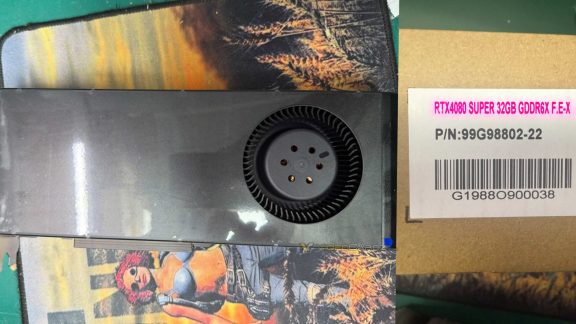 RTX4080 SUPER 32GB GDDR6X F.E-X
P/N:99G98802-22
G1988O900038